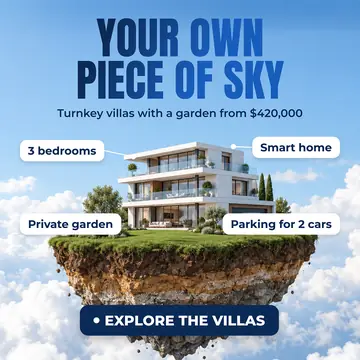 YOUR OWN
PIECE OF SKY
Turnkey villas with a garden from $420,000
3 bedrooms
Smart home
Private garden
Parking for 2 cars
• EXPLORE THE VILLAS